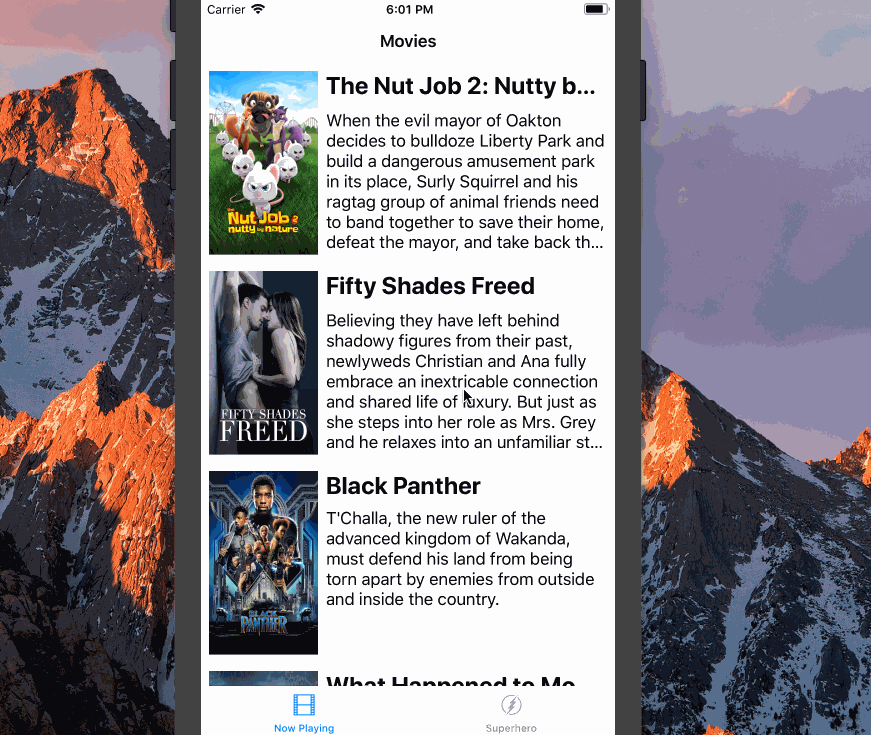 Carrier
6:01 PM
Movies
The Nut Job 2: Nutty b...
When the evil mayor of Oakton
decides to bulldoze Liberty Park and
build a dangerous amusement park
in its place, Surly Squirrel and his
ragtag group of animal friends need
to band together to save their home,
defeat the mayor, and take back th...
the
Nut Job 2
nutty by nature
Fifty Shades Freed
Believing they have left behind
shadowy figures from their past,
newlyweds Christian and Ana fully
embrace an inextricable connection
and shared life of luxury. But just as
she steps into her role as Mrs. Grey
and he relaxes into an unfamiliar st...
FIFTY SHADES
FREED
Black Panther
T'Challa, the new ruler of the
advanced kingdom of Wakanda,
must defend his land from being
torn apart by enemies from outside
and inside the country.
BLACK
PANTHER
What Happened to Mo
Now Playing
Superhero